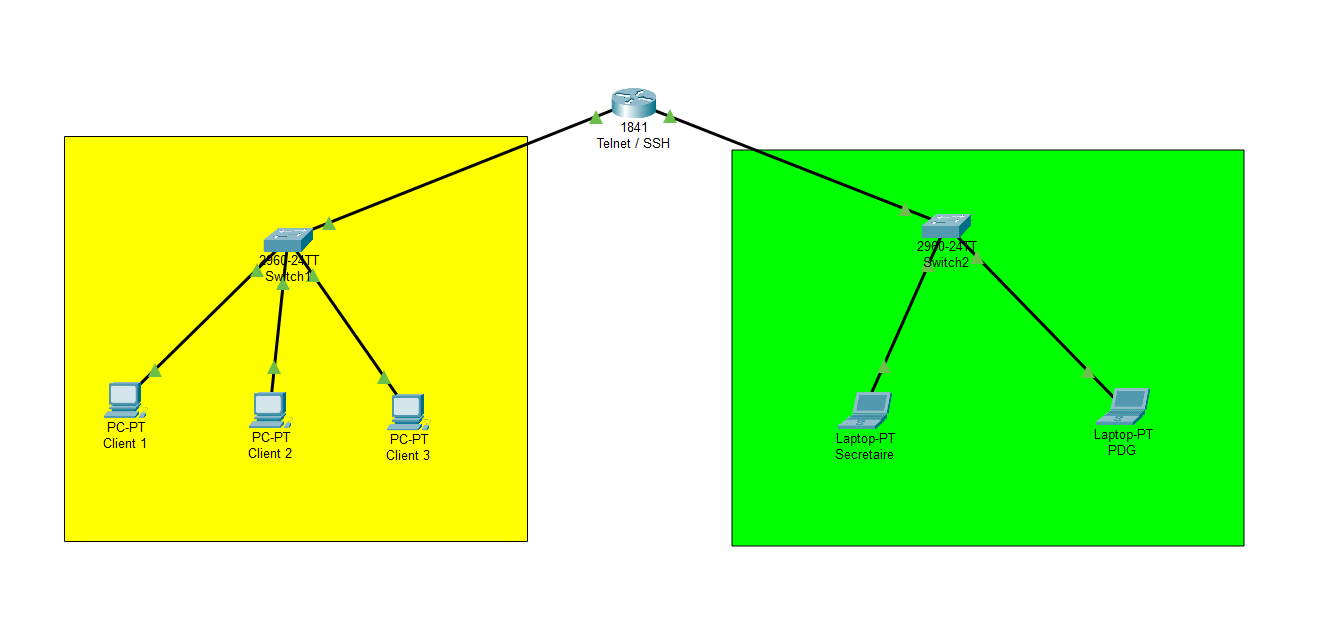 1841
Telnet / SSH
2960-24TT
Switch1
2960-24TT
Switch2
PC-PT
Client 1
PC-PT
Client 2
PC-PT
Client 3
Laptop-PT
Secretaire
Laptop-PT
PDG